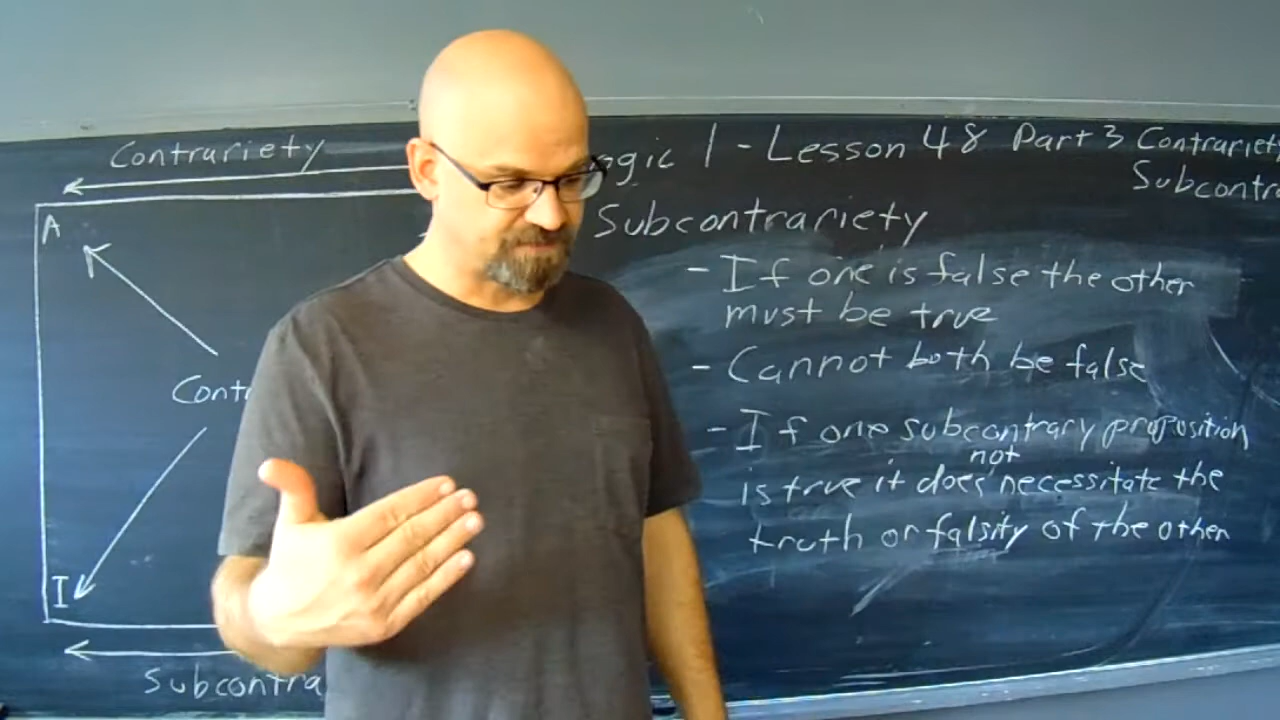 Contrariety
A
Cont
I
Subcontra
ogic 1 - Lesson 48 Part 3 Contrariety
Subcontra
Subcontrariety
- If one is false the other
must be true
- Cannot both be false
- If one subcontrary proposition
is true it does not necessitate the
truth or falsity of the other